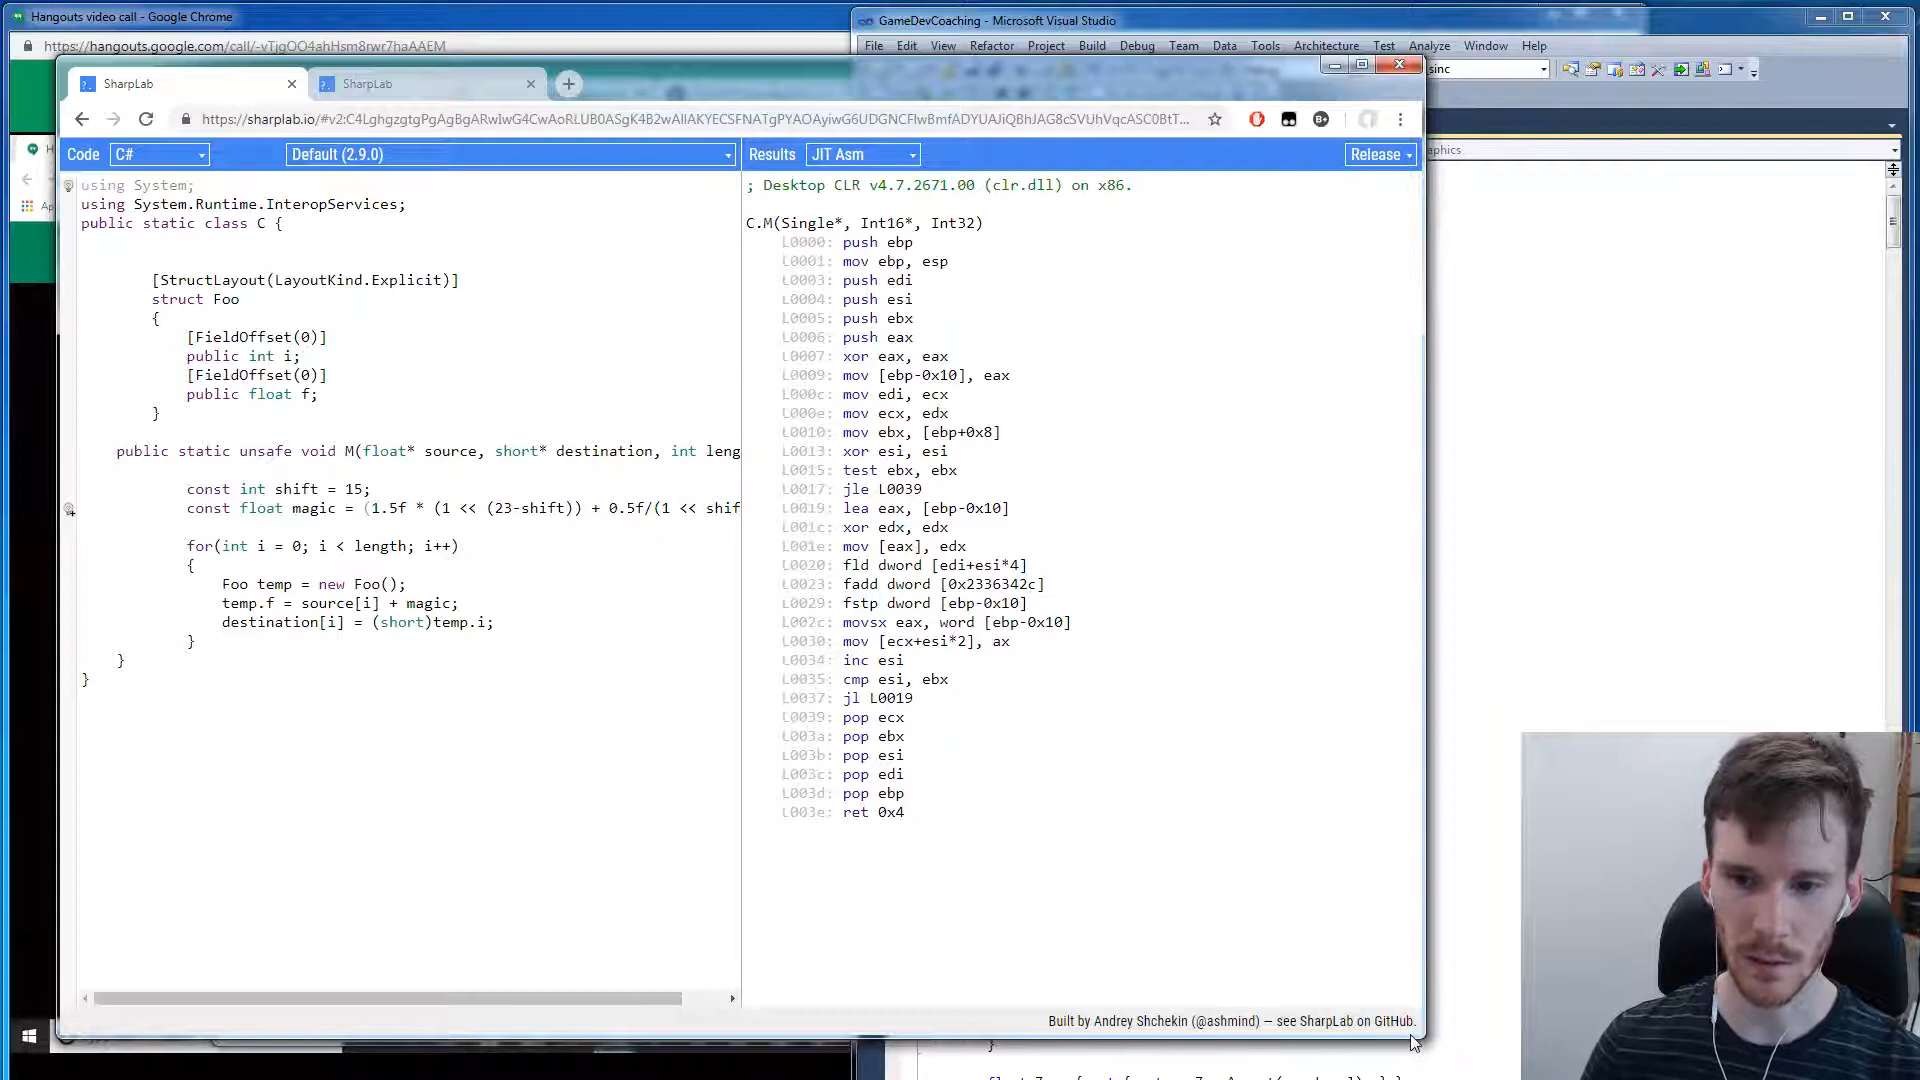 Hangouts video call - Google Chrome
GameDevCoaching - Microsoft Visual Studio
https://hangouts.google.com/call/-vTjgOO4ahHsm8rwr7haAAEM
File Edit View Refactor Project Build Debug Team Data Tools Architecture Test Analyze Window Help
sinc
SharpLab
SharpLab
Code C# Default (2.9.0)
Results JIT Asm Release
aphics
using System;
using System.Runtime.InteropServices;
public static class C {
[StructLayout(LayoutKind.Explicit)]
struct Foo
{
[FieldOffset(0)]
public int i;
[FieldOffset(0)]
public float f;
}
public static unsafe void M(float* source, short* destination, int leng
const int shift = 15;
const float magic = (1.5f * (1 << (23-shift)) + 0.5f/(1 << shif
for(int i = 0; i < length; i++)
{
Foo temp = new Foo();
temp.f = source[i] + magic;
destination[i] = (short)temp.i;
}
}
}
; Desktop CLR v4.7.2671.00 (clr.dll) on x86.
C.M(Single*, Int16*, Int32)
L0000: push ebp
L0001: mov ebp, esp
L0003: push edi
L0004: push esi
L0005: push ebx
L0006: push eax
L0007: xor eax, eax
L0009: mov [ebp-0x10], eax
L000c: mov edi, ecx
L000e: mov ecx, edx
L0010: mov ebx, [ebp+0x8]
L0013: xor esi, esi
L0015: test ebx, ebx
L0017: jle L0039
L0019: lea eax, [ebp-0x10]
L001c: xor edx, edx
L001e: mov [eax], edx
L0020: fld dword [edi+esi*4]
L0023: fadd dword [0x2336342c]
L0029: fstp dword [ebp-0x10]
L002c: movsx eax, word [ebp-0x10]
L0030: mov [ecx+esi*2], ax
L0034: inc esi
L0035: cmp esi, ebx
L0037: jl L0019
L0039: pop ecx
L003a: pop ebx
L003b: pop esi
L003c: pop edi
L003d: pop ebp
L003e: ret 0x4
Built by Andrey Shchekin (@ashmind) — see SharpLab on GitHub.
}